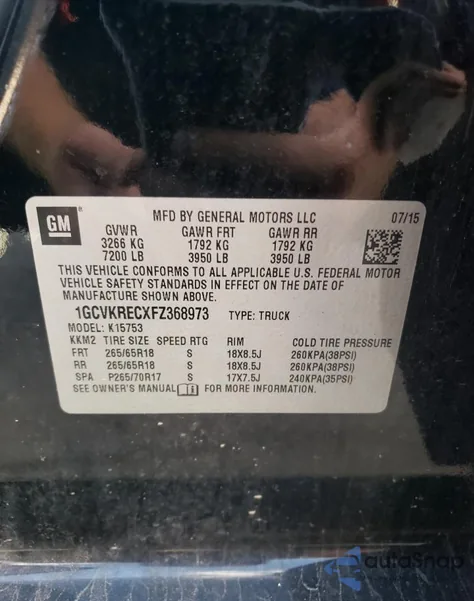 GM ®
MFD BY GENERAL MOTORS LLC 07/15
GVWR GAWR FRT GAWR RR
3266 KG 1792 KG 1792 KG
7200 LB 3950 LB 3950 LB
THIS VEHICLE CONFORMS TO ALL APPLICABLE U.S. FEDERAL MOTOR
VEHICLE SAFETY STANDARDS IN EFFECT ON THE DATE OF
MANUFACTURE SHOWN ABOVE.
1GCVKRECXFZ368973 TYPE: TRUCK
MODEL: K15753
KKM2 TIRE SIZE SPEED RTG RIM COLD TIRE PRESSURE
FRT 265/65R18 S 18X8.5J 260KPA(38PSI)
RR 265/65R18 S 18X8.5J 260KPA(38PSI)
SPA P265/70R17 S 17X7.5J 240KPA(35PSI)
SEE OWNER'S MANUAL FOR MORE INFORMATION.
autoSnap